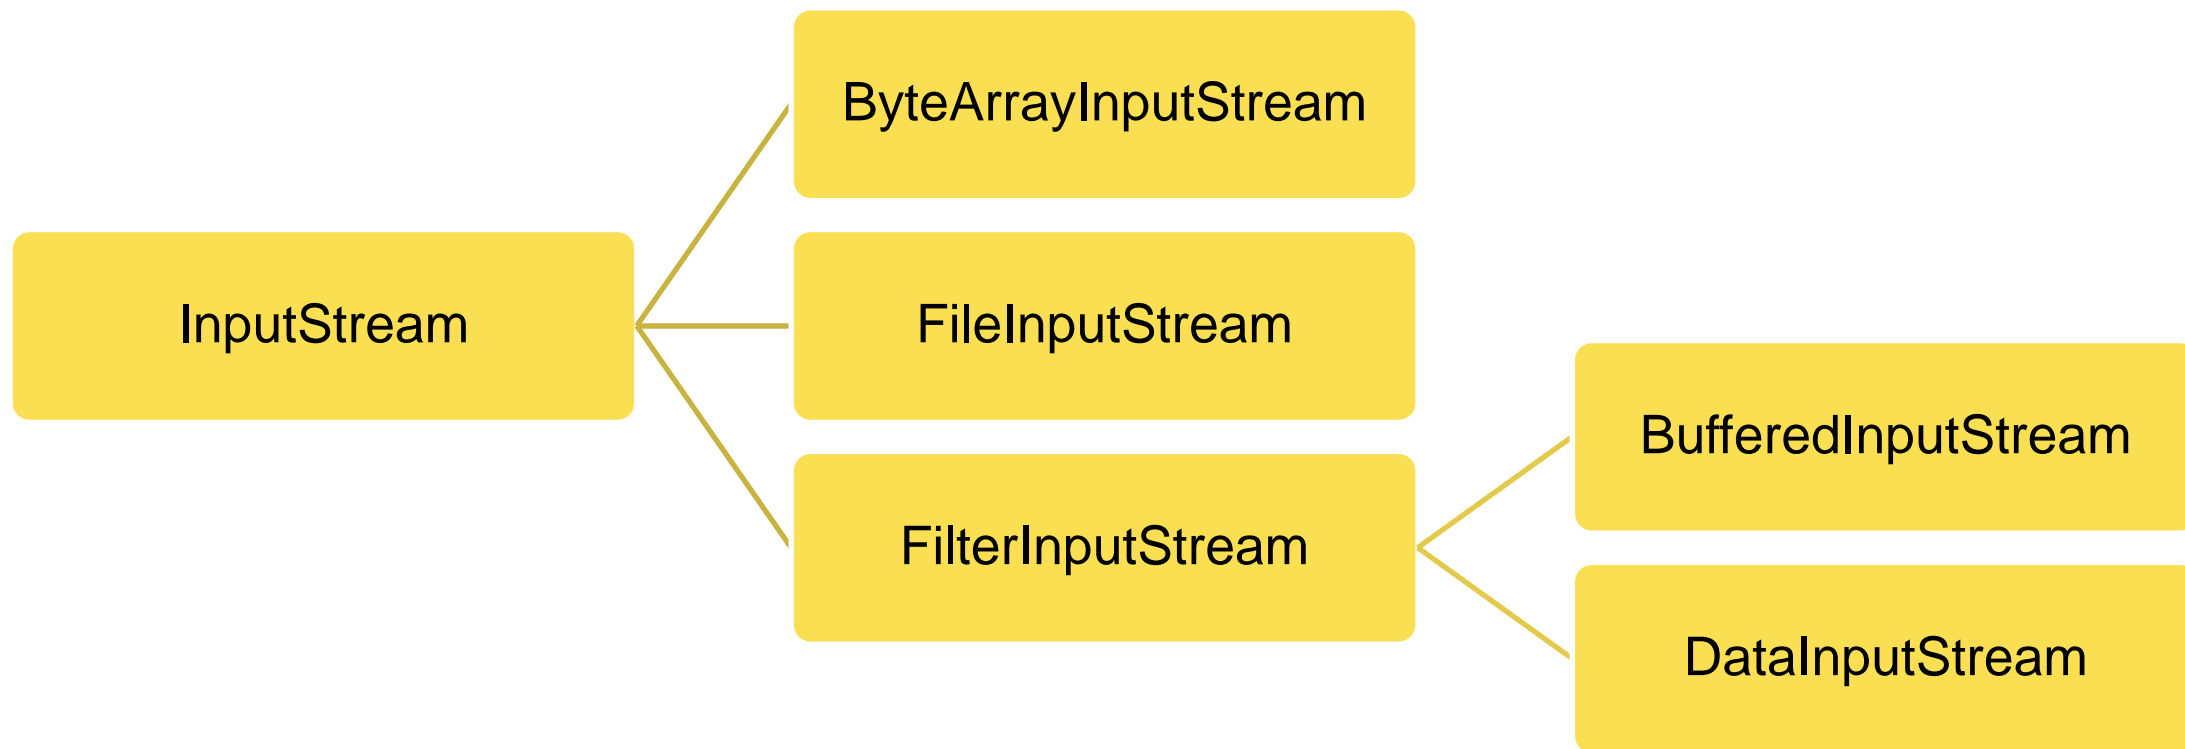 InputStream
ByteArrayInputStream
FileInputStream
FilterInputStream
BufferedInputStream
DataInputStream